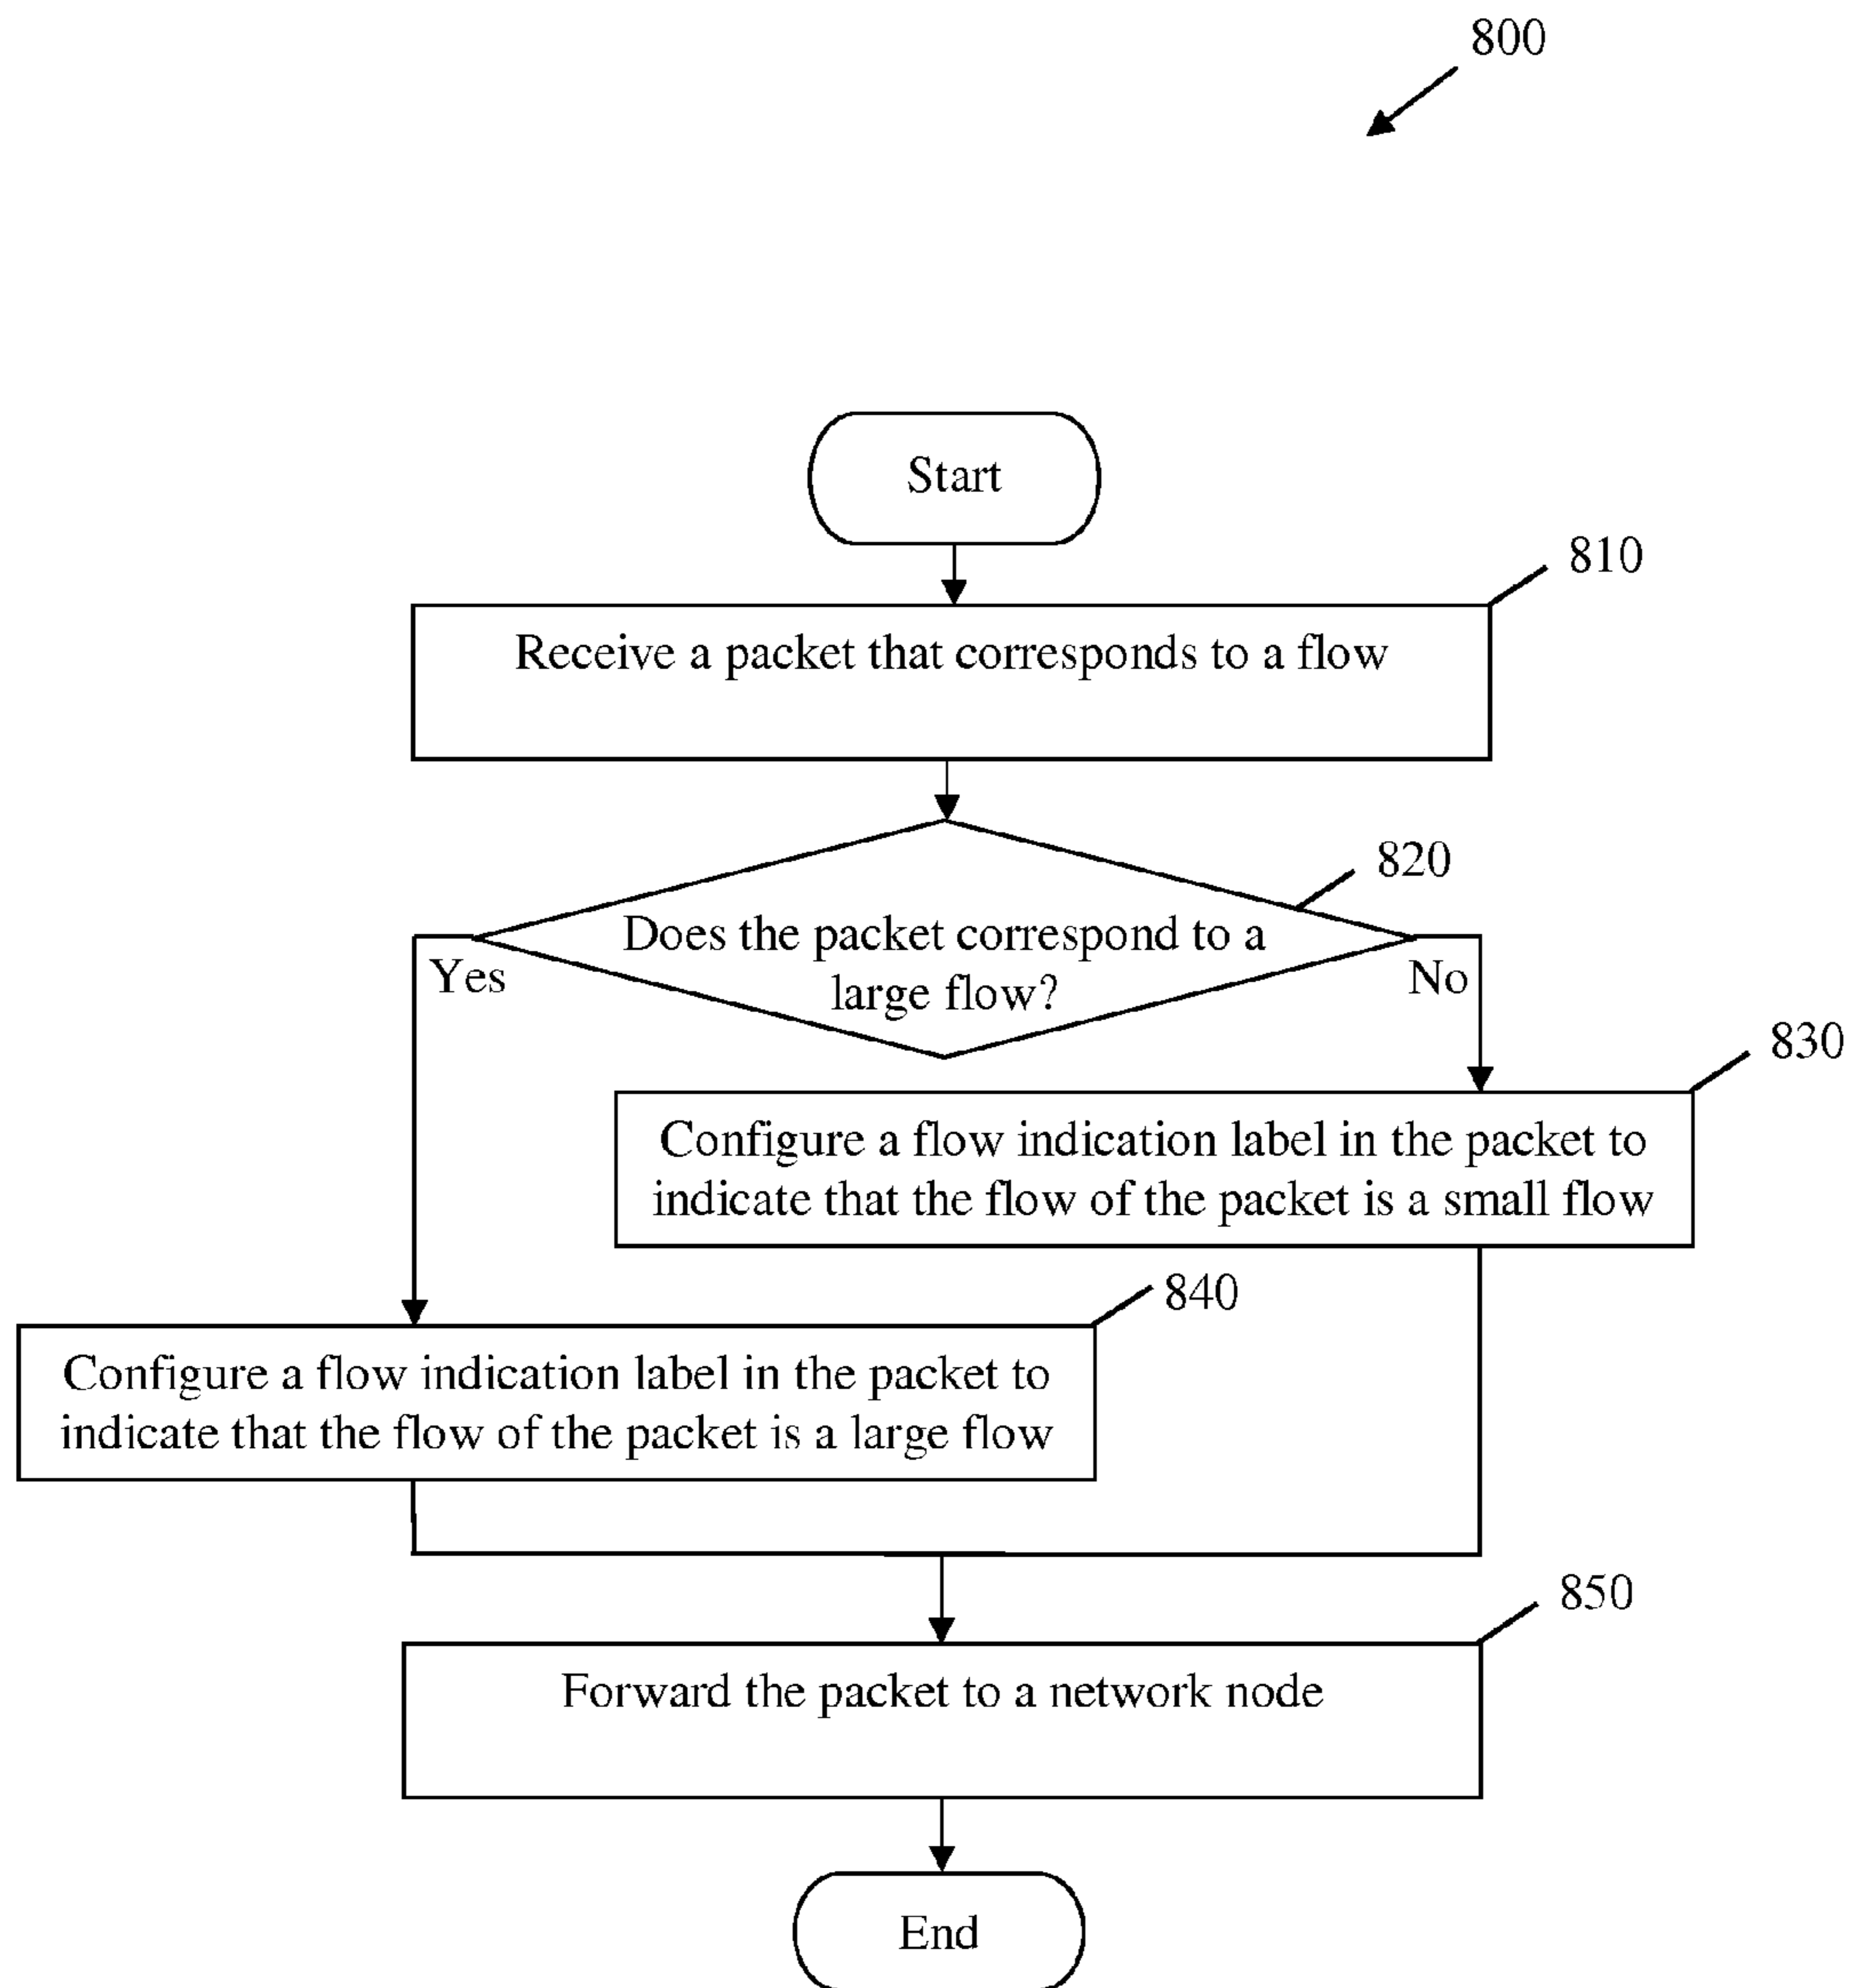 800
Start
810
Receive a packet that corresponds to a flow
820
Does the packet correspond to a
large flow?
Yes
No
830
Configure a flow indication label in the packet to
indicate that the flow of the packet is a small flow
840
Configure a flow indication label in the packet to
indicate that the flow of the packet is a large flow
850
Forward the packet to a network node
End